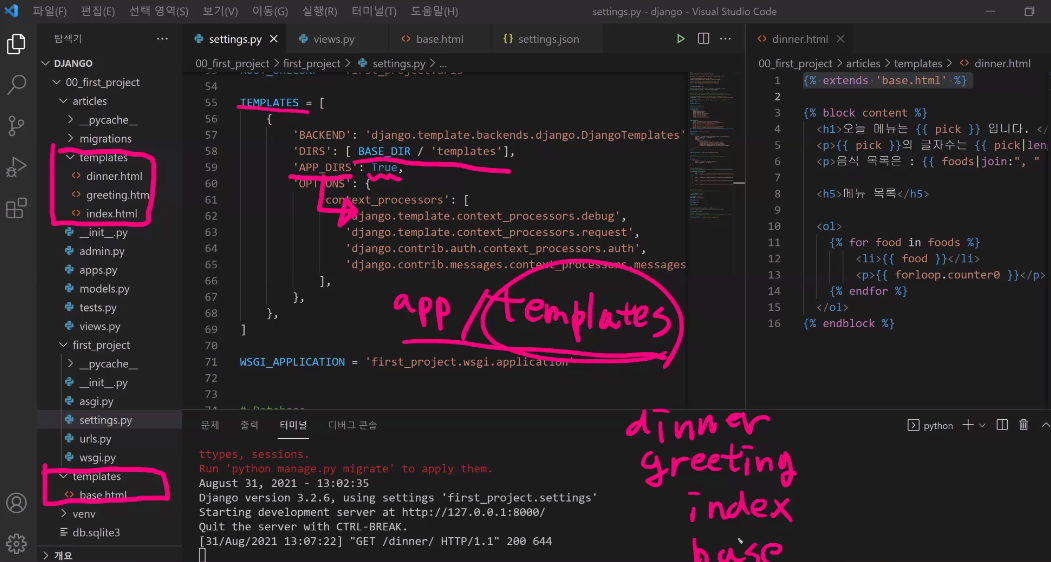 파일(F) 편집(E) 선택 영역(S) 보기(V) 이동(G) 실행(R) 터미널(T) 도움말(H) settings.py - django - Visual Studio Code
탐색기
DJANGO
00_first_project
articles
__pycache__
migrations
templates
dinner.html
greeting.htm
index.html
__init__.py
admin.py
apps.py
models.py
tests.py
views.py
first_project
__pycache__
__init__.py
asgi.py
settings.py
urls.py
wsgi.py
templates
base.html
venv
db.sqlite3
개요
settings.py views.py base.html settings.json
00_first_project > first_project > settings.py > ...
54
55 TEMPLATES = [
56 {
57 'BACKEND': 'django.template.backends.django.DjangoTemplates'
58 'DIRS': [ BASE_DIR / 'templates'],
59 'APP_DIRS': True,
60 'OPTIONS': {
61 context_processors': [
62 django.template.context_processors.debug',
63 'django.template.context_processors.request',
64 'django.contrib.auth.context_processors.auth',
65 'django.contrib.messages.context_processors.messages
66 ],
67 },
68 },
69 ]
70
71 WSGI_APPLICATION = 'first_project.wsgi.application'
72
73
app/templates
dinner.html
00_first_project > articles > templates > dinner.html
1 {% extends 'base.html' %}
2
3 {% block content %}
4 <h1>오늘 메뉴는 {{ pick }} 입니다. </
5 <p>{{ pick }}의 글자수는 {{ pick|len
6 <p>음식 목록은 : {{ foods|join:", "
7
8 <h5>메뉴 목록</h5>
9
10 <ol>
11 {% for food in foods %}
12 <li>{{ food }}</li>
13 <p>{{ forloop.counter0 }}</p>
14 {% endfor %}
15 </ol>
16 {% endblock %}
문제 출력 터미널 디버그 콘솔 python
ttypes, sessions.
Run 'python manage.py migrate' to apply them.
August 31, 2021 - 13:02:35
Django version 3.2.6, using settings 'first_project.settings'
Starting development server at http://127.0.0.1:8000/
Quit the server with CTRL-BREAK.
[31/Aug/2021 13:07:22] "GET /dinner/ HTTP/1.1" 200 644
dinner
greeting
index
base